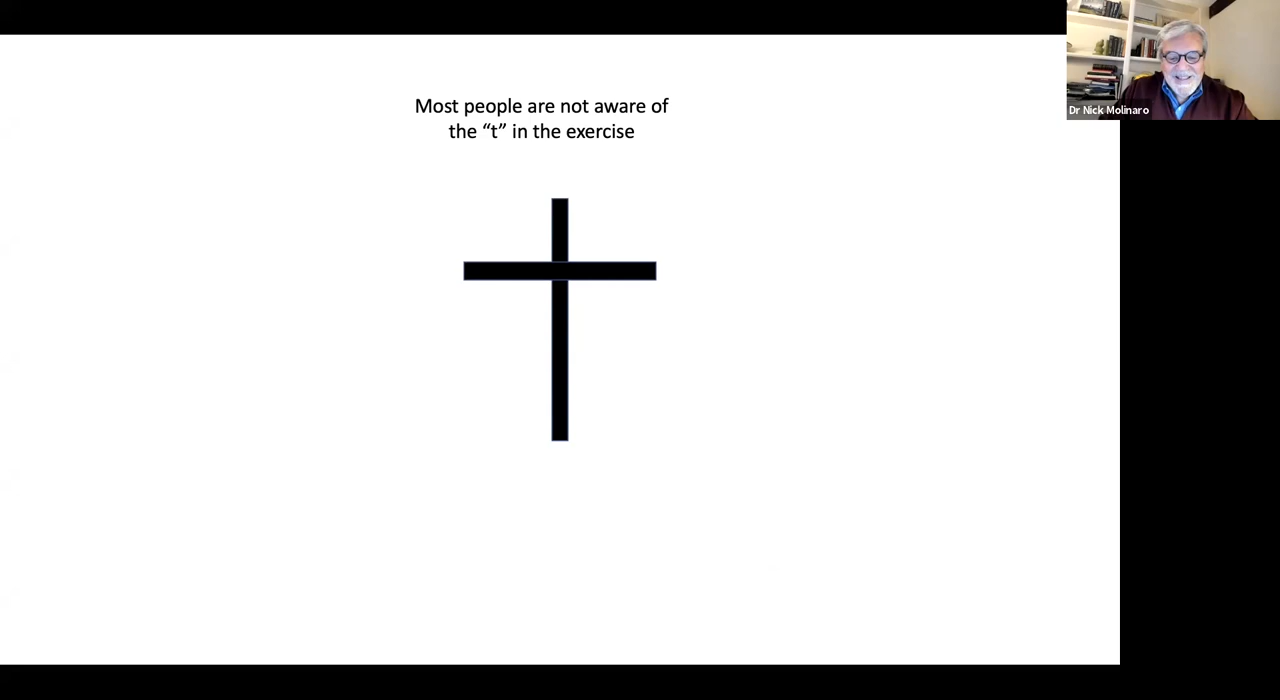 Most people are not aware of
the “t” in the exercise
Dr Nick Molinaro